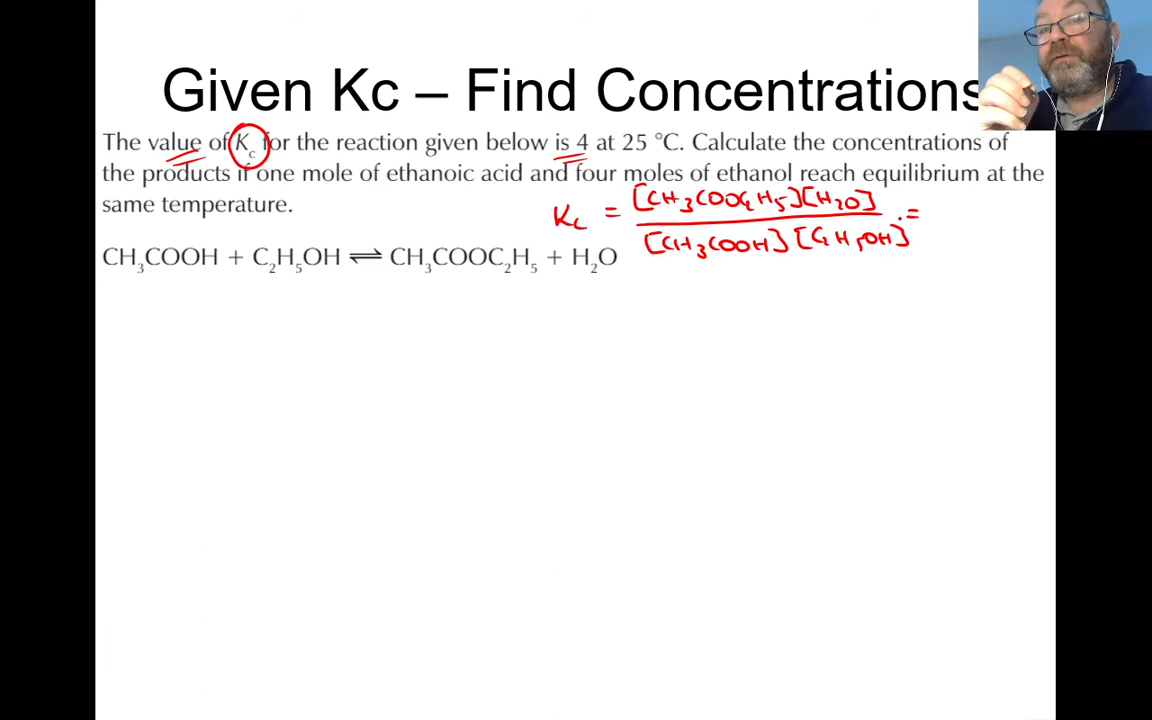 Given Kc – Find Concentrations
The value of Kc for the reaction given below is 4 at 25 °C. Calculate the concentrations of
the products if one mole of ethanoic acid and four moles of ethanol reach equilibrium at the
same temperature.
Kc = [CH3COOC2H5][H2O] / [CH3COOH][C2H5OH] =
CH3COOH + C2H5OH ⇌ CH3COOC2H5 + H2O